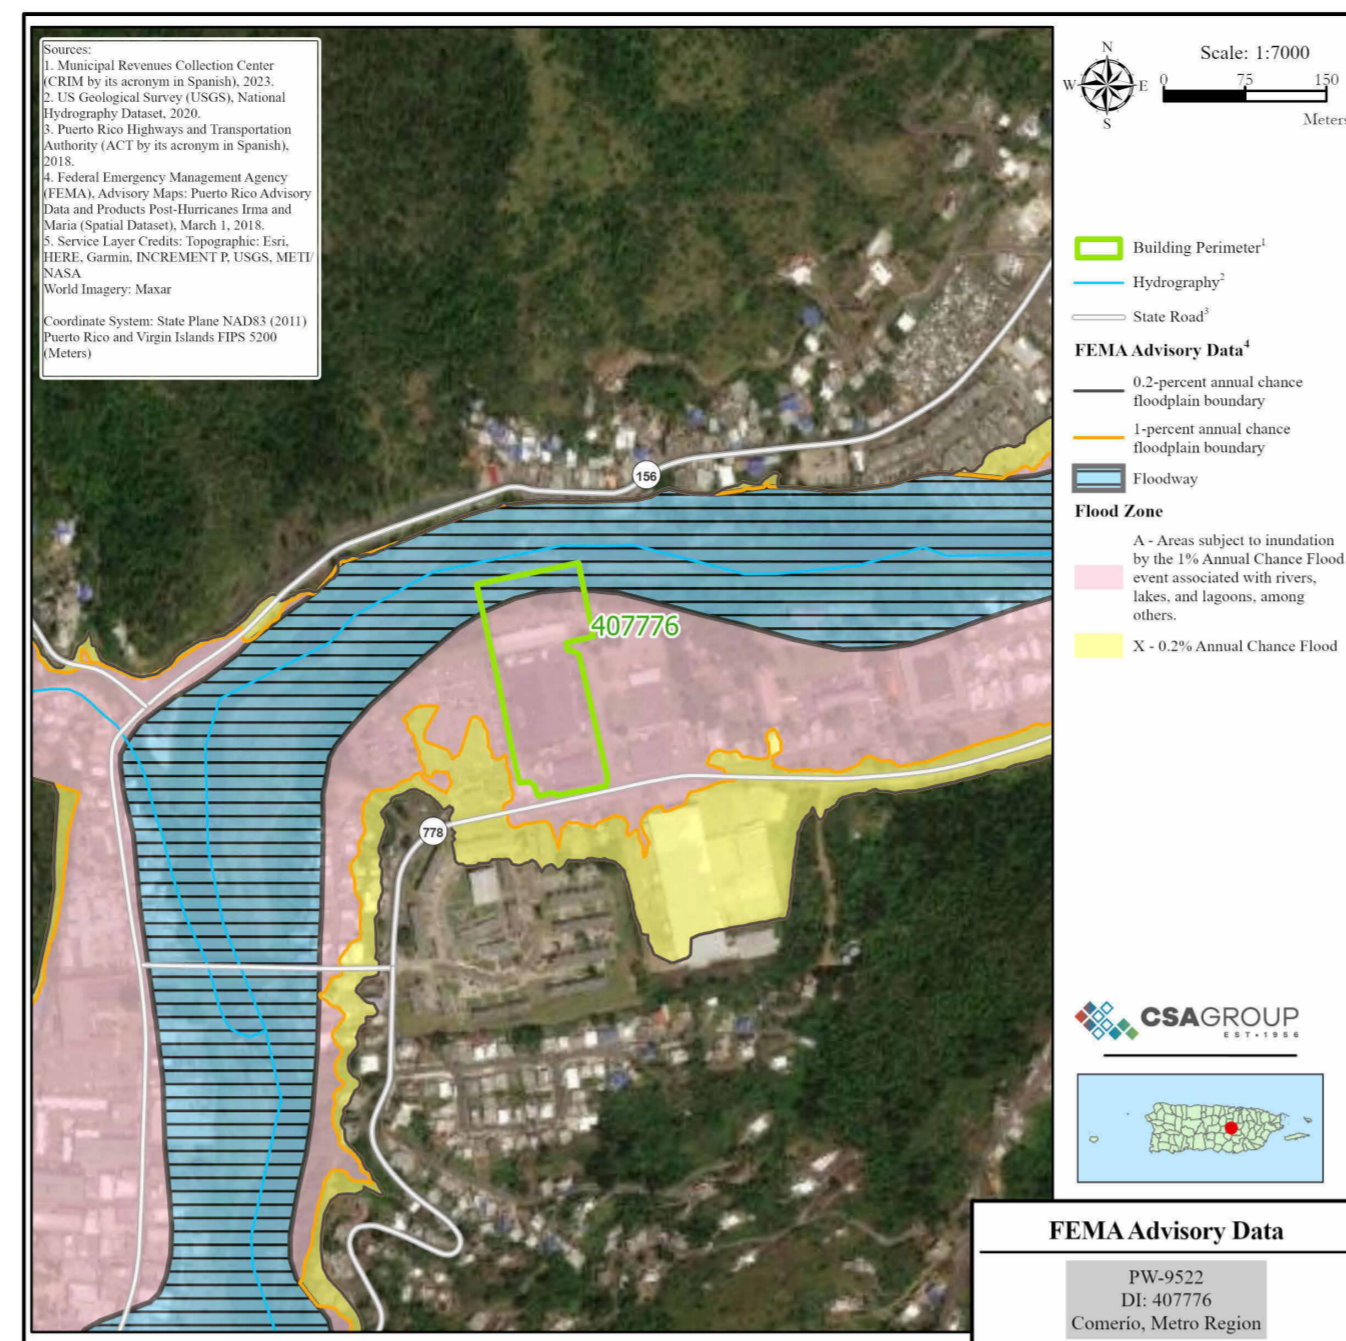 Sources:
1. Municipal Revenues Collection Center
(CRIM by its acronym in Spanish), 2023.
2. US Geological Survey (USGS), National
Hydrography Dataset, 2020.
3. Puerto Rico Highways and Transportation
Authority (ACT by its acronym in Spanish),
2018.
4. Federal Emergency Management Agency
(FEMA), Advisory Maps: Puerto Rico Advisory
Data and Products Post-Hurricanes Irma and
Maria (Spatial Dataset), March 1, 2018.
5. Service Layer Credits: Topographic: Esri,
HERE, Garmin, INCREMENT P, USGS, METI/
NASA
World Imagery: Maxar
Coordinate System: State Plane NAD83 (2011)
Puerto Rico and Virgin Islands FIPS 5200
(Meters)
156
407776
778
N
W E
S
Scale: 1:7000
0 75 150
Meters
Building Perimeter¹
Hydrography²
State Road³
FEMA Advisory Data⁴
0.2-percent annual chance
floodplain boundary
1-percent annual chance
floodplain boundary
Floodway
Flood Zone
A - Areas subject to inundation
by the 1% Annual Chance Flood
event associated with rivers,
lakes, and lagoons, among
others.
X - 0.2% Annual Chance Flood
CSAGROUP
EST•1956
FEMA Advisory Data
PW-9522
DI: 407776
Comerío, Metro Region